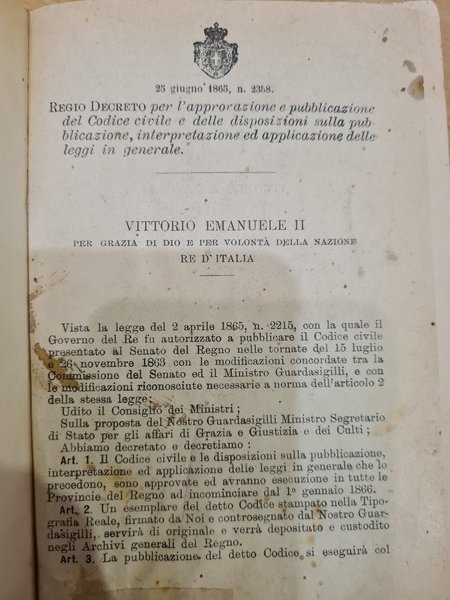 25 giugno 1865, n. 2358.
REGIO DECRETO per l'approvazione e pubblicazione
del Codice civile e delle disposizioni sulla pub-
blicazione, interpretazione ed applicazione delle
leggi in generale.
VITTORIO EMANUELE II
PER GRAZIA DI DIO E PER VOLONTÀ DELLA NAZIONE
RE D'ITALIA
Vista la legge del 2 aprile 1865, n. 2215, con la quale il
Governo del Re fu autorizzato a pubblicare il Codice civile
presentato al Senato del Regno nelle tornate del 15 luglio
e 26 novembre 1863 con le modificazioni concordate tra la
Commissione del Senato ed il Ministro Guardasigilli, e con
le modificazioni riconosciute necessarie a norma dell'articolo 2
della stessa legge;
Udito il Consiglio dei Ministri;
Sulla proposta del Nostro Guardasigilli Ministro Segretario
di Stato per gli affari di Grazia e Giustizia e dei Culti;
Abbiamo decretato e decretiamo:
Art. 1. Il Codice civile e le disposizioni sulla pubblicazione,
interpretazione ed applicazione delle leggi in generale che lo
precedono, sono approvate ed avranno esecuzione in tutte le
Provincie del Regno ad incominciare dal 1º gennaio 1866.
Art. 2. Un esemplare del detto Codice stampato nella Tipo-
grafia Reale, firmato da Noi e controsegnato dal Nostro Guar-
dasigilli, servirà di originale e verrà depositato e custodito
negli Archivi generali del Regno.
Art. 3. La pubblicazione del detto Codice si eseguirà col